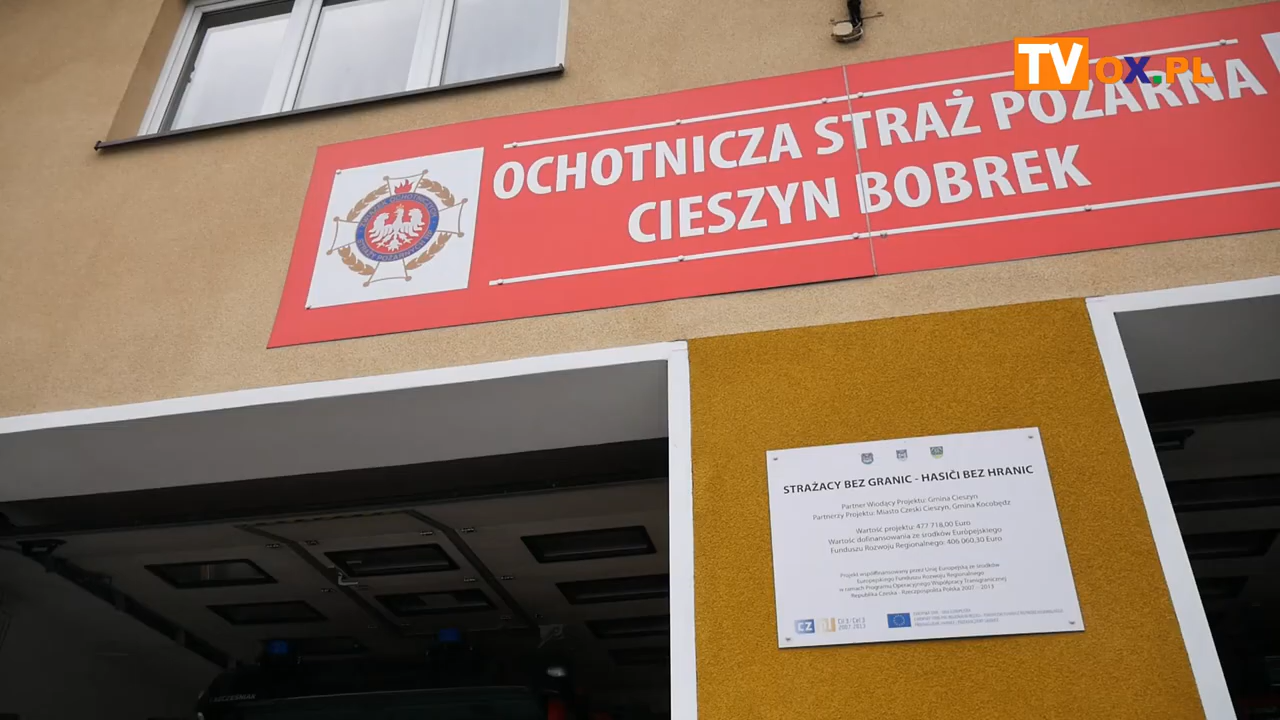 TVOX.PL
OCHOTNICZA STRAŻ POŻARNA
CIESZYN BOBREK
STRAŻACY BEZ GRANIC - HASIČI BEZ HRANIC
Partner Wiodący Projektu: Gmina Cieszyn
Partnerzy Projektu: Miasto Czeski Cieszyn, Gmina Kocobędz
Wartość projektu: 477 718,00 Euro
Wartość dofinansowania ze środków Europejskiego
Funduszu Rozwoju Regionalnego: 406 060,30 Euro
Projekt współfinansowany przez Unię Europejską ze środków
Europejskiego Funduszu Rozwoju Regionalnego
w ramach Programu Operacyjnego Współpracy Transgranicznej
Republika Czeska - Rzeczpospolita Polska 2007 - 2013
CZ
2007-2013